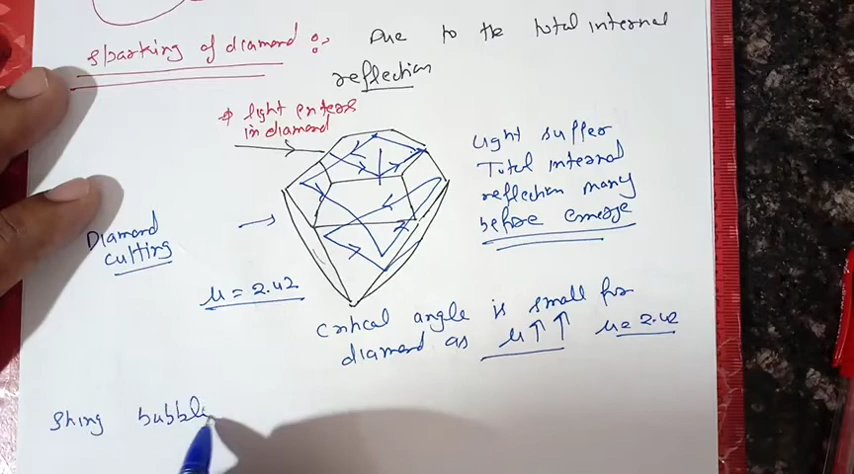 sparking of diamond :- Due to the total internal
reflection
* light enters
in diamond
Light suffer
Total internal
reflection many
before emerge
Diamond
cutting
μ = 2.42
Critical angle is small for
diamond as μ↑↑ μ = 2.42
Shing bubble